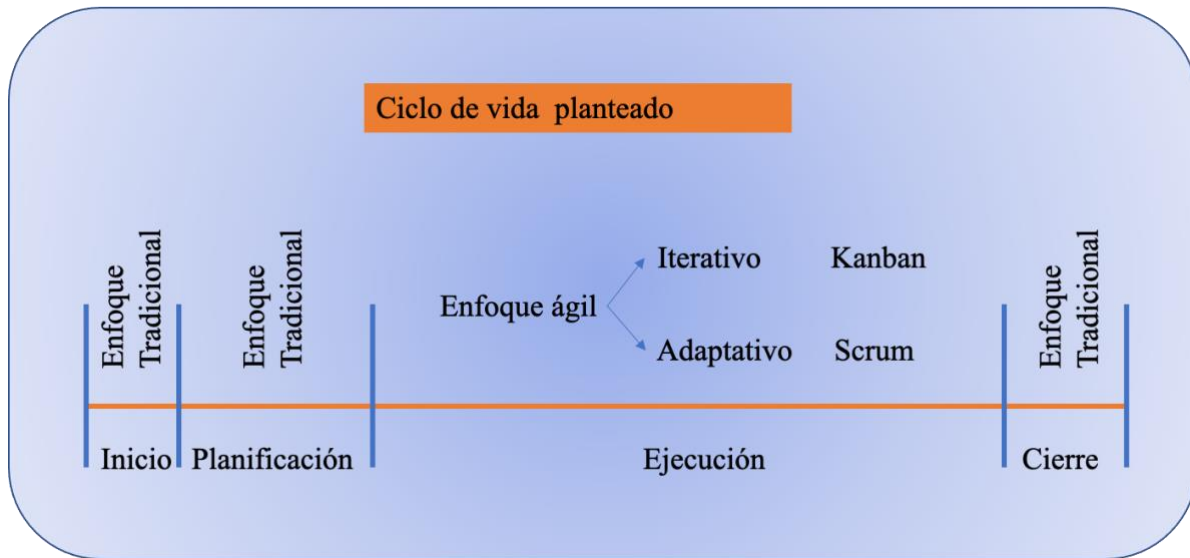 Ciclo de vida planteado
Enfoque
Tradicional
Enfoque
Tradicional
Enfoque ágil
Iterativo Kanban
Adaptativo Scrum
Enfoque
Tradicional
Inicio Planificación Ejecución Cierre